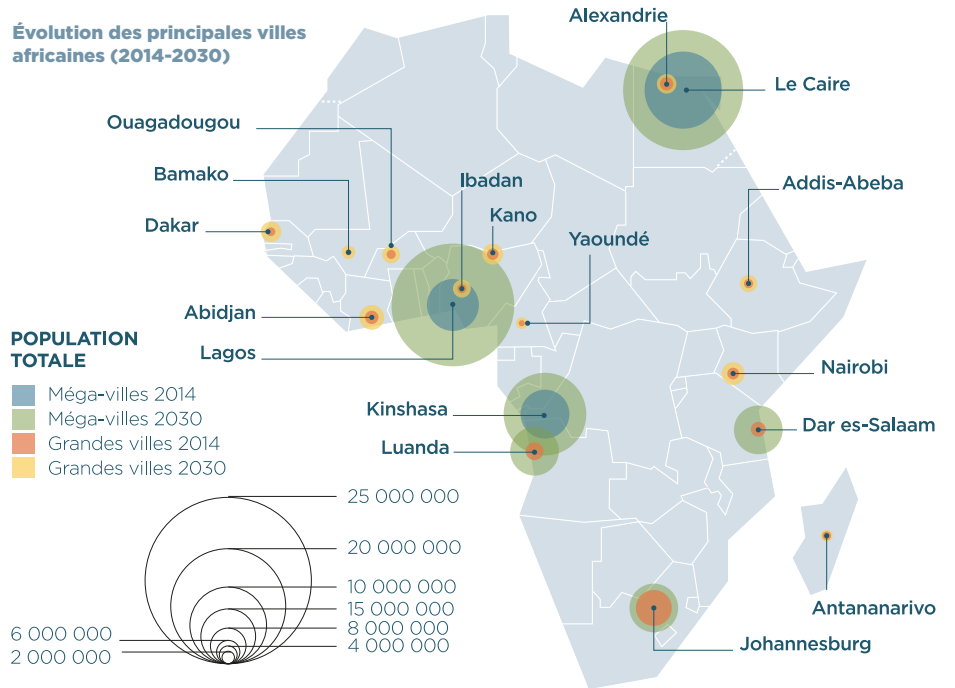 Évolution des principales villes
africaines (2014-2030)
Alexandrie
Le Caire
Ouagadougou
Bamako
Ibadan
Addis-Abeba
Dakar
Kano
Yaoundé
Abidjan
Lagos
POPULATION
TOTALE
Méga-villes 2014
Méga-villes 2030
Grandes villes 2014
Grandes villes 2030
Nairobi
Kinshasa
Dar es-Salaam
Luanda
25 000 000
20 000 000
10 000 000
15 000 000
8 000 000
6 000 000
4 000 000
2 000 000
Antananarivo
Johannesburg